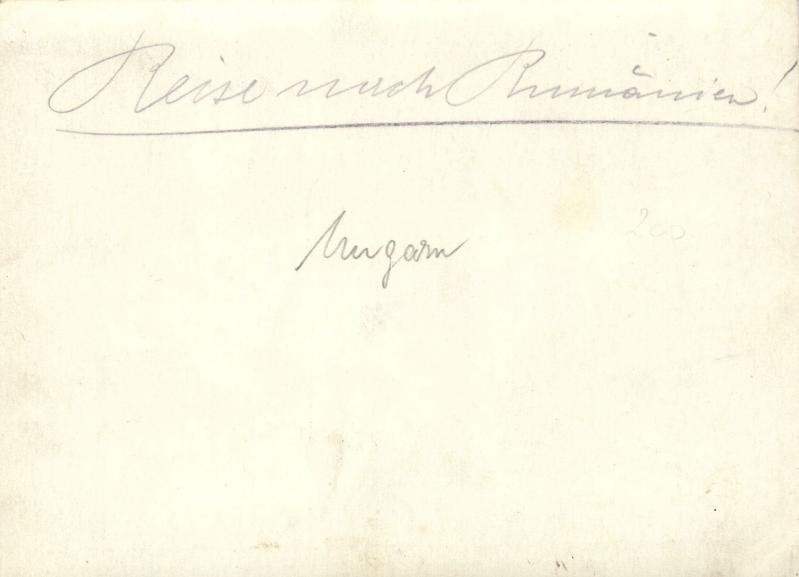 Reise nach Rumänien!
Ungarn
200